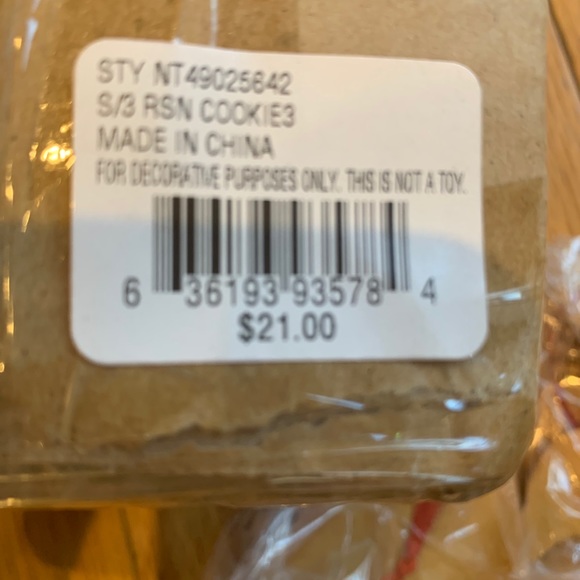 STY NT49025642
S/3 RSN COOKIE3
MADE IN CHINA
FOR DECORATIVE PURPOSES ONLY. THIS IS NOT A TOY.
6 36193 93578 4
$21.00